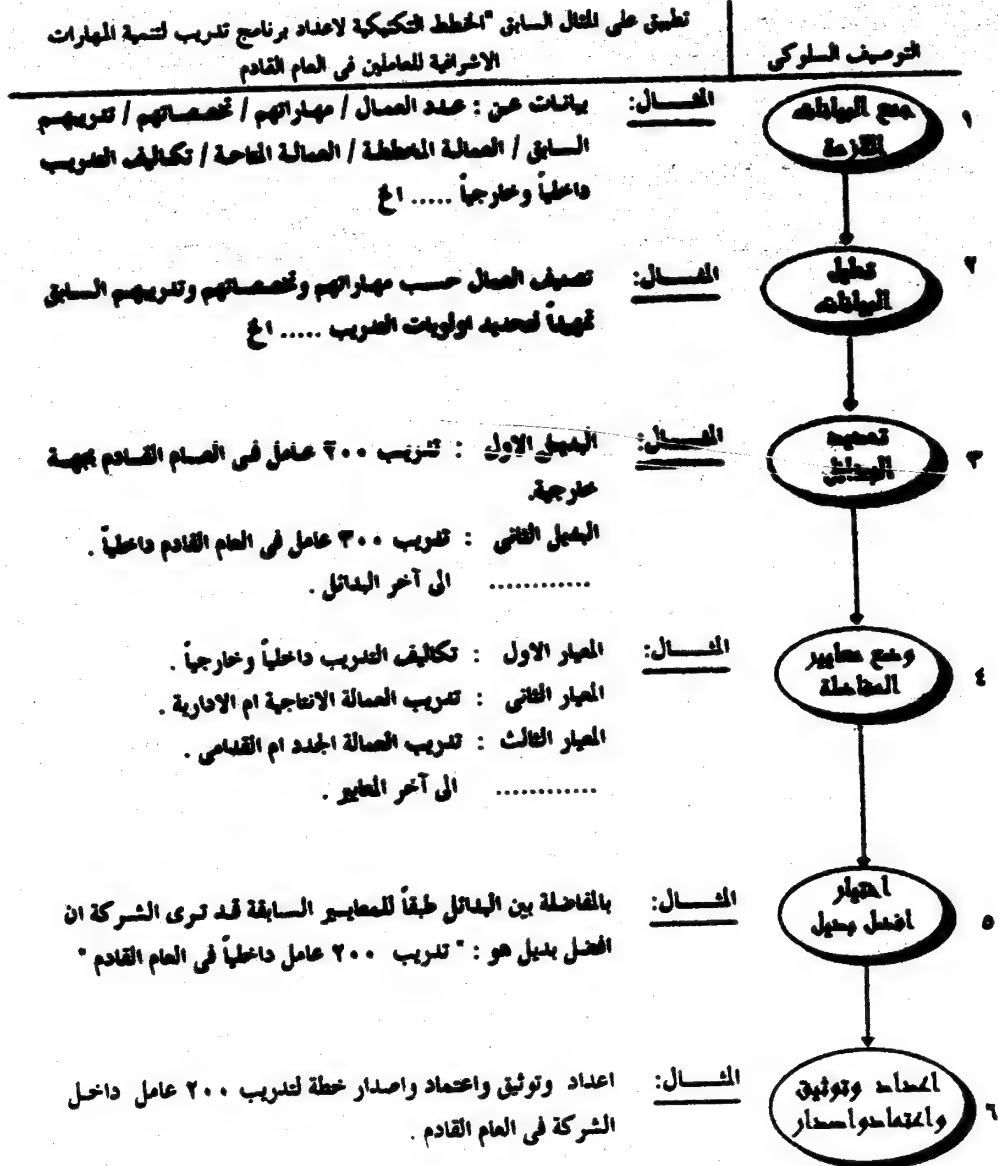 التوصيف السلوكى
تطبيق على المثال السابق "الخطط التكتيكية لاعداد برنامج تدريب لتنمية المهارات
الاشرافية للعاملين فى العام القادم
١
جمع البيانات
اللازمة
المثال:
بيانات عن : عدد العمال / مهاراتهم / تخصصاتهم / تدريبهم
السابق / العمالة المخططة / العمالة المتاحة / تكاليف التدريب
داخلياً وخارجياً ..... الخ
٢
تحليل
البيانات
المثال:
تصنيف العمال حسب مهاراتهم وتخصصاتهم وتدريبهم السابق
تمهيداً لتحديد اولويات التدريب ..... الخ
٣
تحديد
البدائل
المثال:
البديل الاول : تدريب ٢٠٠ عامل فى العام القادم بجهة
خارجية.
البديل الثانى : تدريب ٣٠٠ عامل فى العام القادم داخلياً .
............ الى آخر البدائل .
٤
وضع معايير
المفاضلة
المثال:
المعيار الاول : تكاليف التدريب داخلياً وخارجياً .
المعيار الثانى : تدريب العمالة الانتاجية ام الادارية .
المعيار الثالث : تدريب العمالة الجدد ام القدامى .
............ الى آخر المعايير .
٥
اختيار
افضل بديل
المثال:
بالمفاضلة بين البدائل طبقاً للمعايير السابقة قد ترى الشركة ان
افضل بديل هو : " تدريب ٢٠٠ عامل داخلياً فى العام القادم "
٦
اعداد وتوثيق
واعتماد واصدار
المثال:
اعداد وتوثيق واعتماد واصدار خطة لتدريب ٢٠٠ عامل داخل
الشركة فى العام القادم .